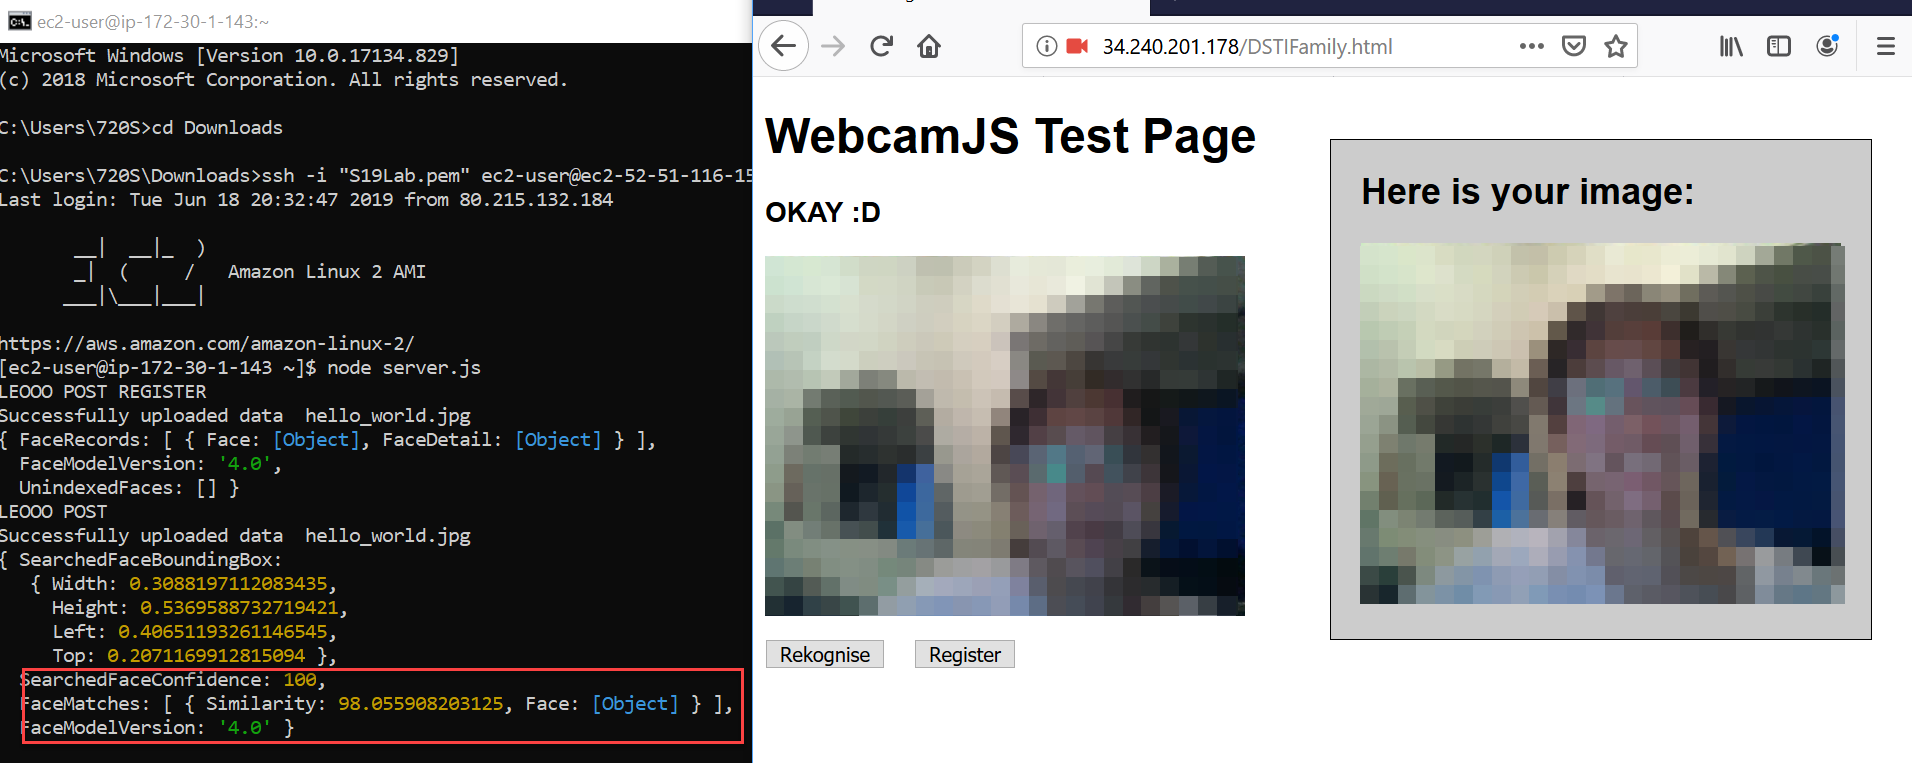 ec2-user@ip-172-30-1-143:~
Microsoft Windows [Version 10.0.17134.829]
(c) 2018 Microsoft Corporation. All rights reserved.
C:\Users\720S>cd Downloads
C:\Users\720S\Downloads>ssh -i "S19Lab.pem" ec2-user@ec2-52-51-116-15
Last login: Tue Jun 18 20:32:47 2019 from 80.215.132.184
__|  __|_  )
_|  (     /   Amazon Linux 2 AMI
___|\___|___|
https://aws.amazon.com/amazon-linux-2/
[ec2-user@ip-172-30-1-143 ~]$ node server.js
LEOOO POST REGISTER
Successfully uploaded data  hello_world.jpg
{ FaceRecords: [ { Face: [Object], FaceDetail: [Object] } ],
FaceModelVersion: '4.0',
UnindexedFaces: [] }
LEOOO POST
Successfully uploaded data  hello_world.jpg
{ SearchedFaceBoundingBox:
{ Width: 0.3088197112083435,
Height: 0.5369588732719421,
Left: 0.40651193261146545,
Top: 0.2071169912815094 },
SearchedFaceConfidence: 100,
FaceMatches: [ { Similarity: 98.055908203125, Face: [Object] } ],
FaceModelVersion: '4.0' }
34.240.201.178/DSTIFamily.html
WebcamJS Test Page
OKAY :D
Rekognise
Register
Here is your image: